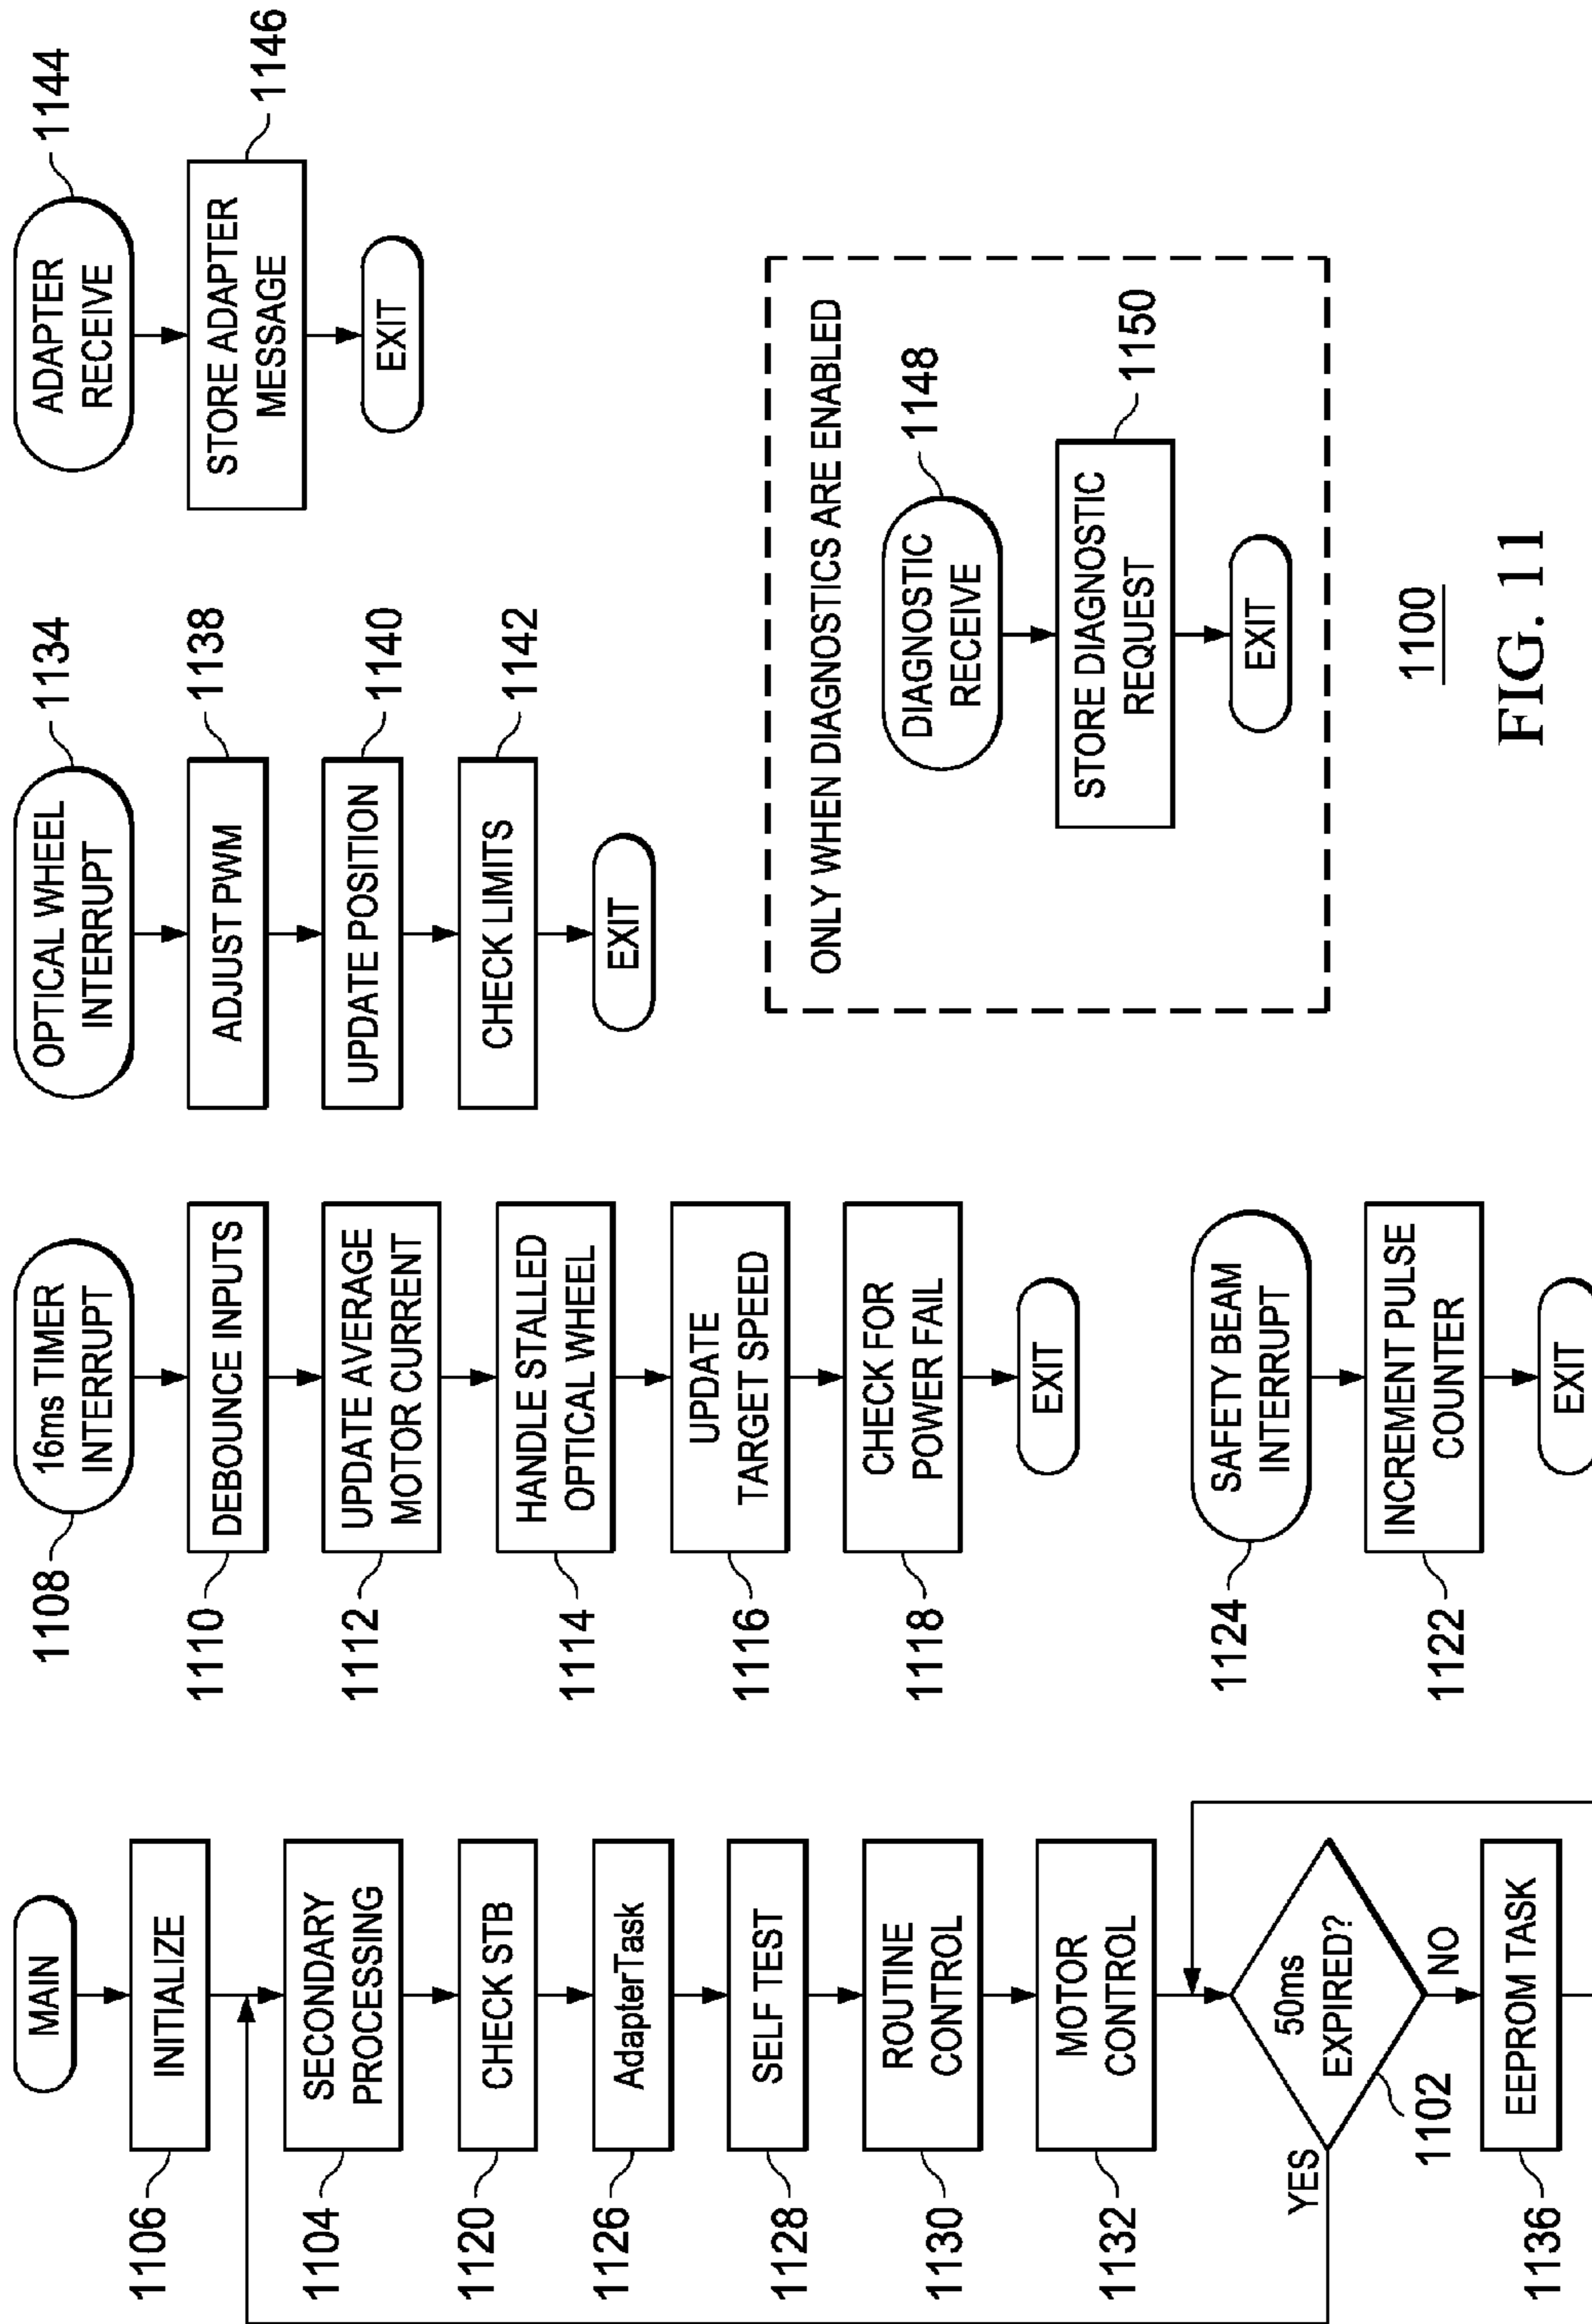 MAIN
1106
INITIALIZE
1104
SECONDARY
PROCESSING
1120
CHECK STB
1126
AdapterTask
1128
SELF TEST
1130
ROUTINE
CONTROL
1132
MOTOR
CONTROL
50ms
EXPIRED?
YES
1102
NO
1136
EEPROM TASK
1108
16ms TIMER
INTERRUPT
1110
DEBOUNCE INPUTS
1112
UPDATE AVERAGE
MOTOR CURRENT
1114
HANDLE STALLED
OPTICAL WHEEL
1116
UPDATE
TARGET SPEED
1118
CHECK FOR
POWER FAIL
EXIT
1124
SAFETY BEAM
INTERRUPT
1122
INCREMENT PULSE
COUNTER
EXIT
OPTICAL WHEEL
INTERRUPT
1134
ADJUST PWM
1138
UPDATE POSITION
1140
CHECK LIMITS
1142
EXIT
ADAPTER
RECEIVE
1144
STORE ADAPTER
MESSAGE
1146
EXIT
ONLY WHEN DIAGNOSTICS ARE ENABLED
DIAGNOSTIC
RECEIVE
1148
STORE DIAGNOSTIC
REQUEST
1150
EXIT
1100
FIG. 11